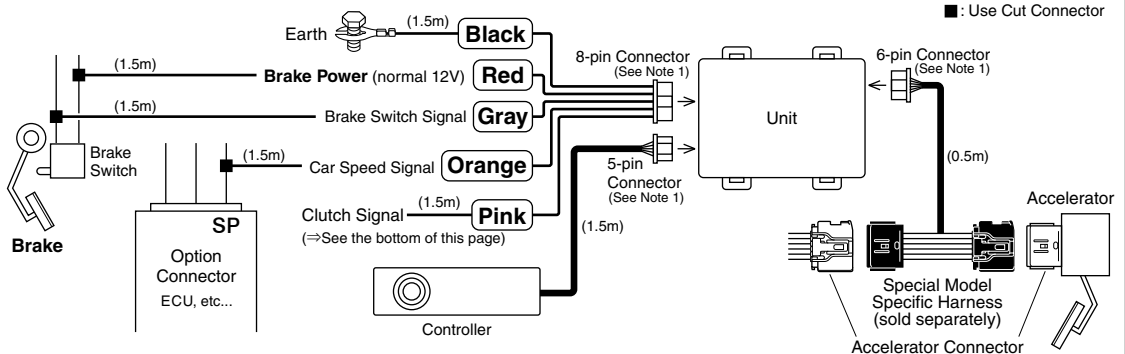 ■ : Use Cut Connector
Earth
(1.5m)
Black
8-pin Connector
(See Note 1)
6-pin Connector
(See Note 1)
(1.5m)
Brake Power (normal 12V)
Red
Unit
(1.5m)
Brake Switch Signal
Gray
Brake
Switch
(1.5m)
Car Speed Signal
Orange
5-pin
Connector
(See Note 1)
(0.5m)
Accelerator
Clutch Signal
(1.5m)
Pink
(1.5m)
(⇒See the bottom of this page)
Brake
SP
Option
Connector
ECU, etc...
Controller
Special Model
Specific Harness
(sold separately)
Accelerator Connector